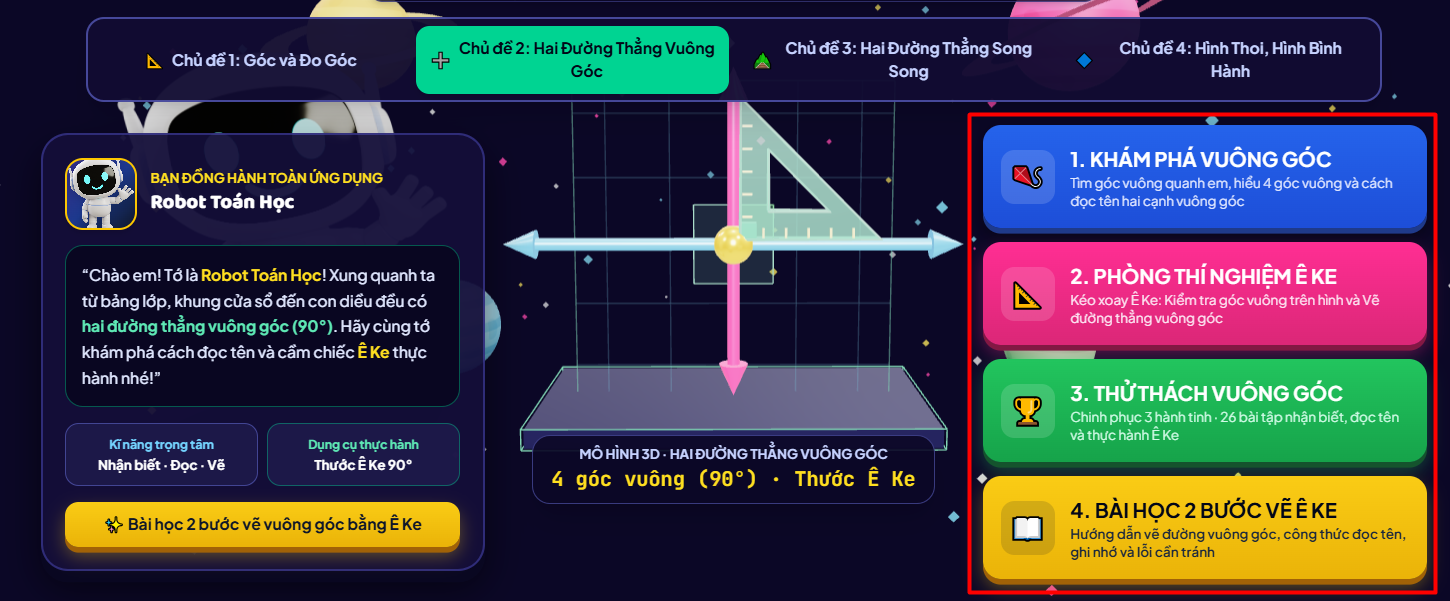 Chủ đề 1: Góc và Đo Góc
Chủ đề 2: Hai Đường Thẳng Vuông
Góc
Chủ đề 3: Hai Đường Thẳng Song
Song
Chủ đề 4: Hình Thoi, Hình Bình
Hành
BẠN ĐỒNG HÀNH TOÀN ỨNG DỤNG
Robot Toán Học
“Chào em! Tớ là Robot Toán Học! Xung quanh ta
từ bảng lớp, khung cửa sổ đến con diều đều có
hai đường thẳng vuông góc (90°). Hãy cùng tớ
khám phá cách đọc tên và cầm chiếc Ê Ke thực
hành nhé!”
Kĩ năng trọng tâm
Nhận biết · Đọc · Vẽ
Dụng cụ thực hành
Thước Ê Ke 90°
Bài học 2 bước vẽ vuông góc bằng Ê Ke
MÔ HÌNH 3D · HAI ĐƯỜNG THẲNG VUÔNG GÓC
4 góc vuông (90°) · Thước Ê Ke
1. KHÁM PHÁ VUÔNG GÓC
Tìm góc vuông quanh em, hiểu 4 góc vuông và cách
đọc tên hai cạnh vuông góc
2. PHÒNG THÍ NGHIỆM Ê KE
Kéo xoay Ê Ke: Kiểm tra góc vuông trên hình và Vẽ
đường thẳng vuông góc
3. THỬ THÁCH VUÔNG GÓC
Chinh phục 3 hành tinh · 26 bài tập nhận biết, đọc tên
và thực hành Ê Ke
4. BÀI HỌC 2 BƯỚC VẼ Ê KE
Hướng dẫn vẽ đường vuông góc, công thức đọc tên,
ghi nhớ và lỗi cần tránh